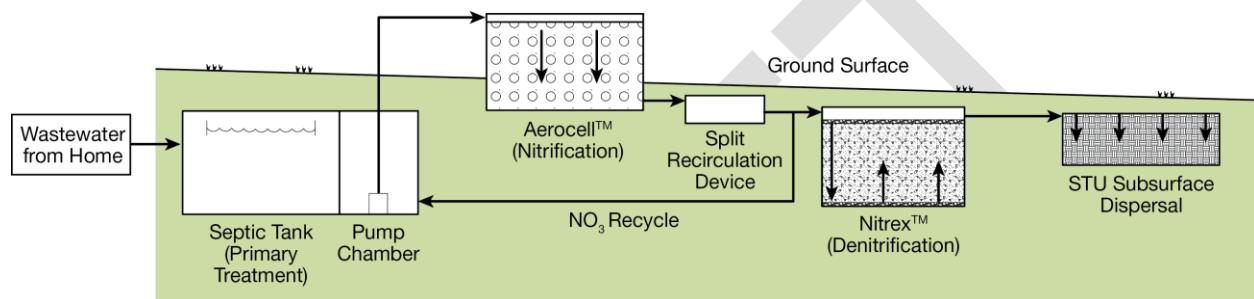 Ground Surface
Wastewater
from Home
Aerocell™
(Nitrification)
Split
Recirculation
Device
STU Subsurface
Dispersal
NO₃ Recycle
Nitrex™
(Denitrification)
Septic Tank
(Primary
Treatment)
Pump
Chamber